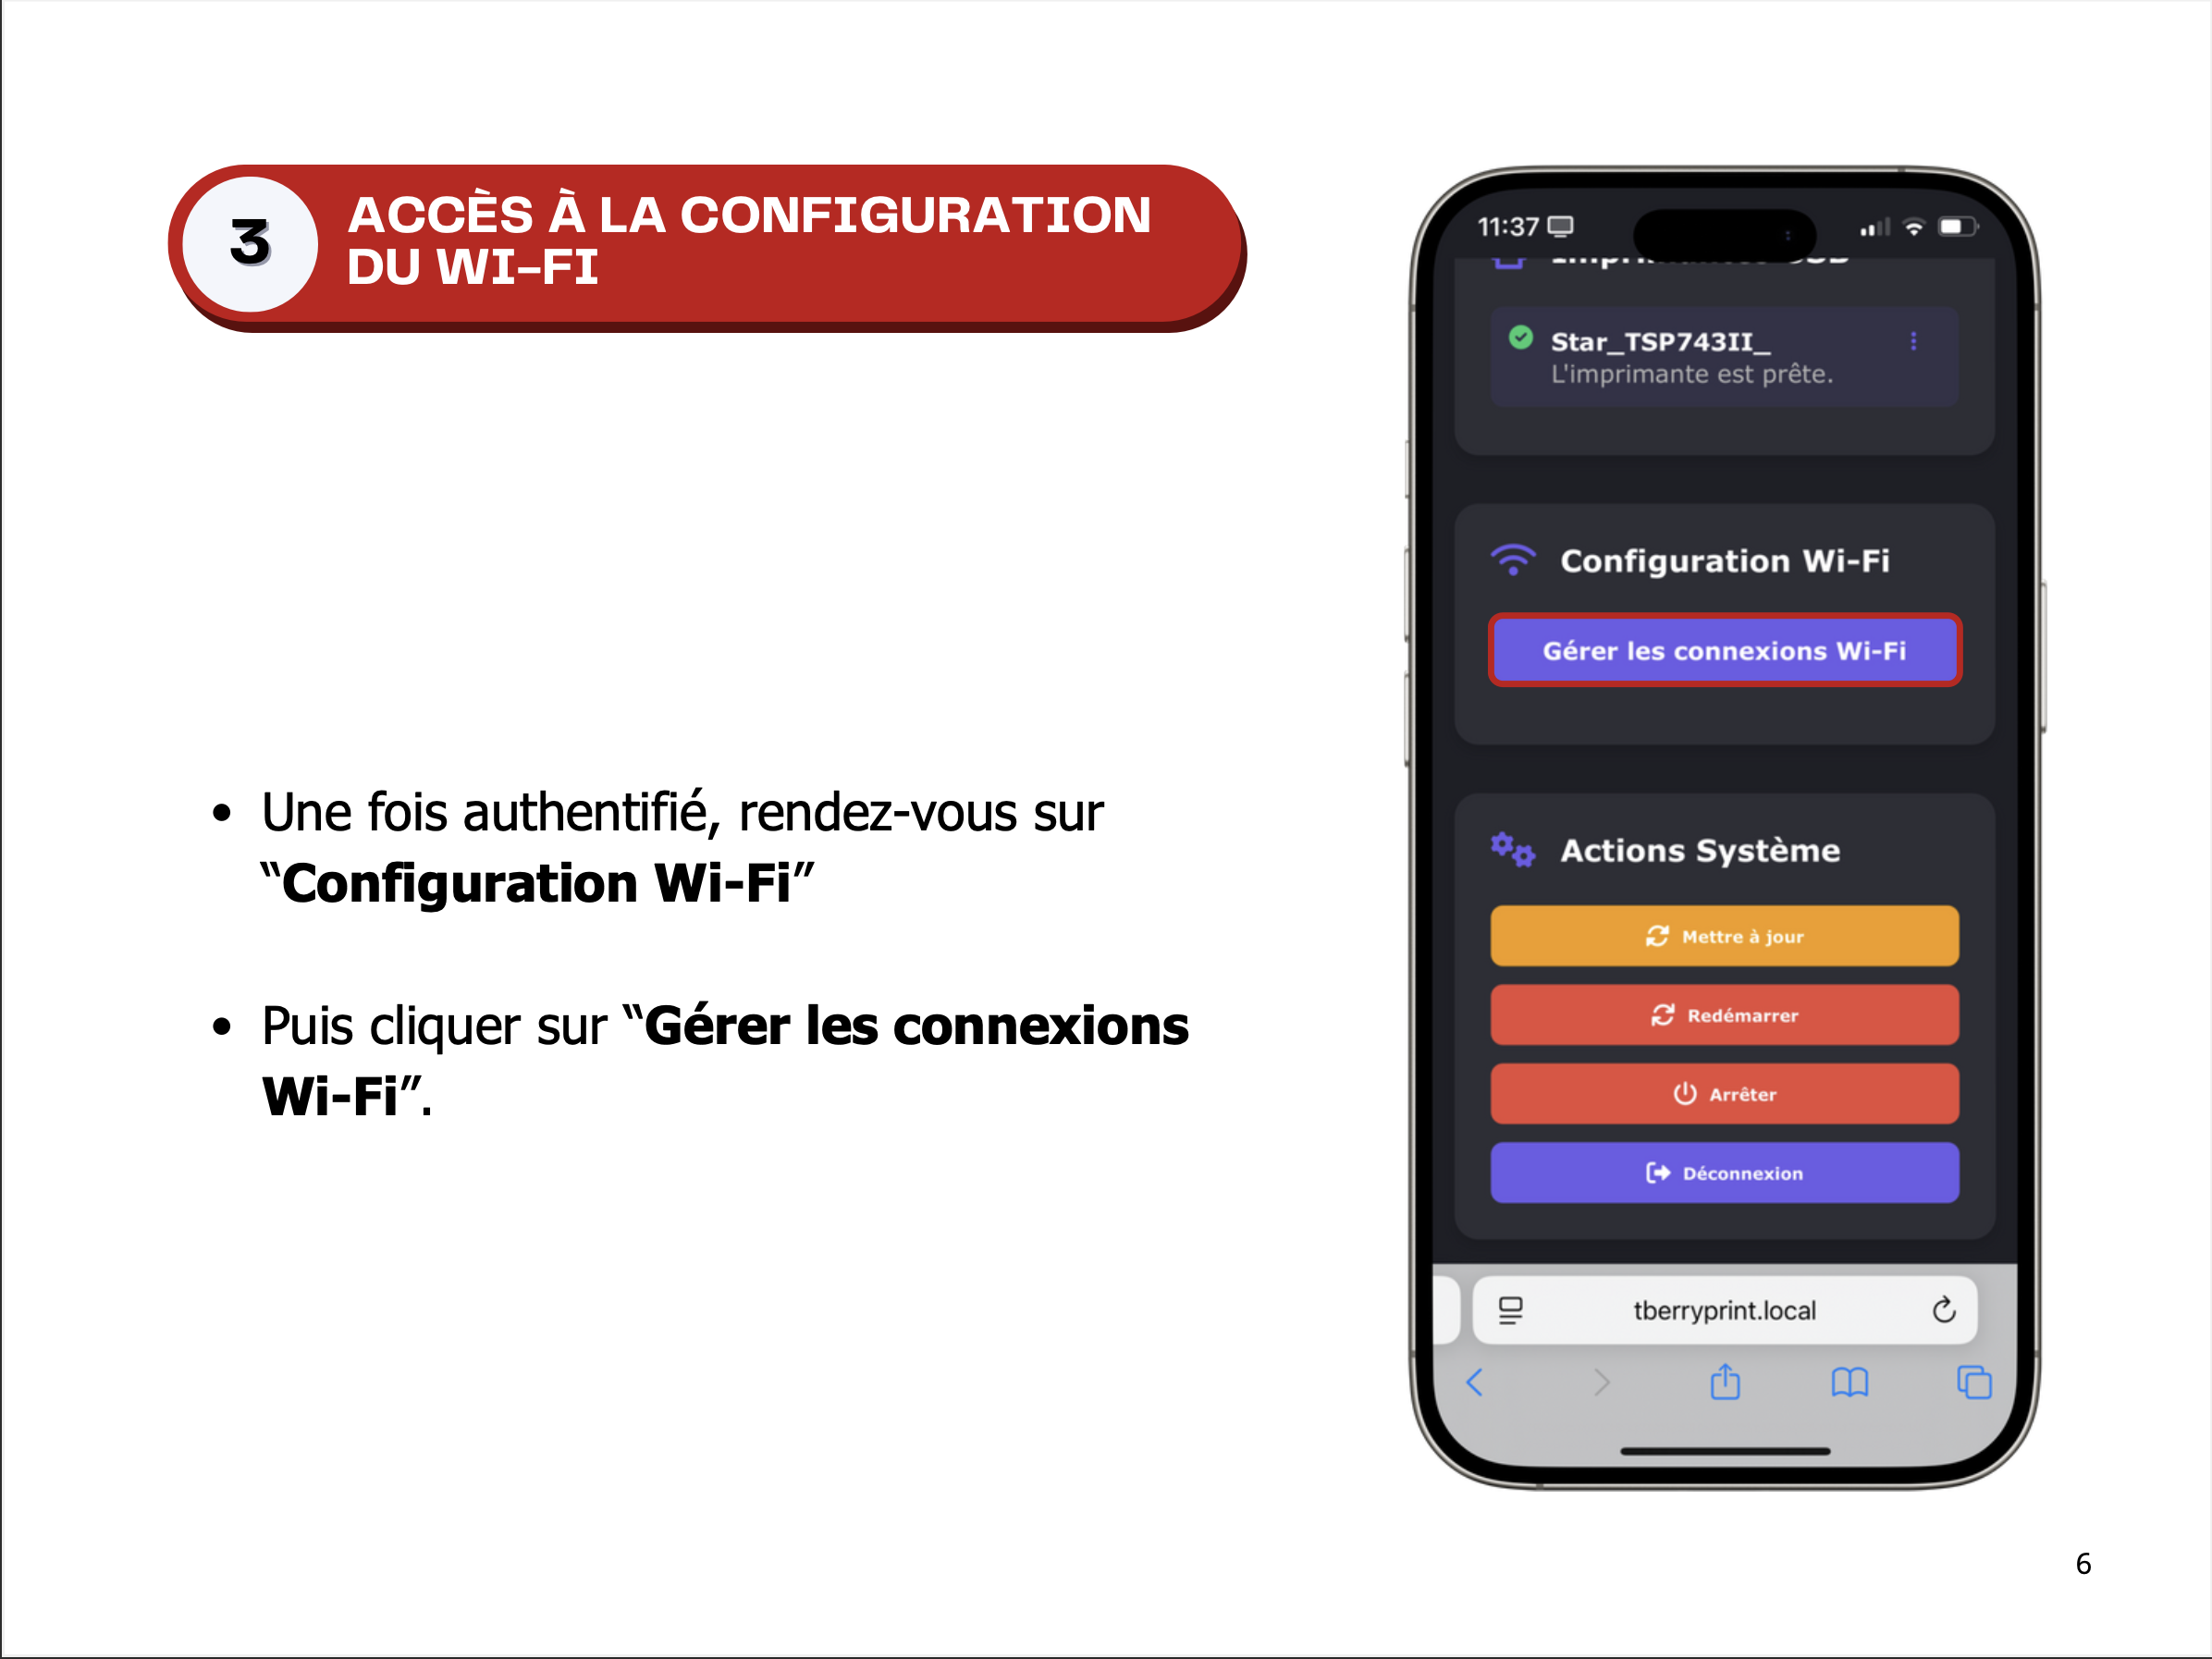 3
ACCÈS À LA CONFIGURATION
DU WI-FI
• Une fois authentifié, rendez-vous sur
“Configuration Wi-Fi”
• Puis cliquer sur “Gérer les connexions
Wi-Fi”.
11:37
Star_TSP743II_
L'imprimante est prête.
Configuration Wi-Fi
Gérer les connexions Wi-Fi
Actions Système
Mettre à jour
Redémarrer
Arrêter
Déconnexion
tberryprint.local
6